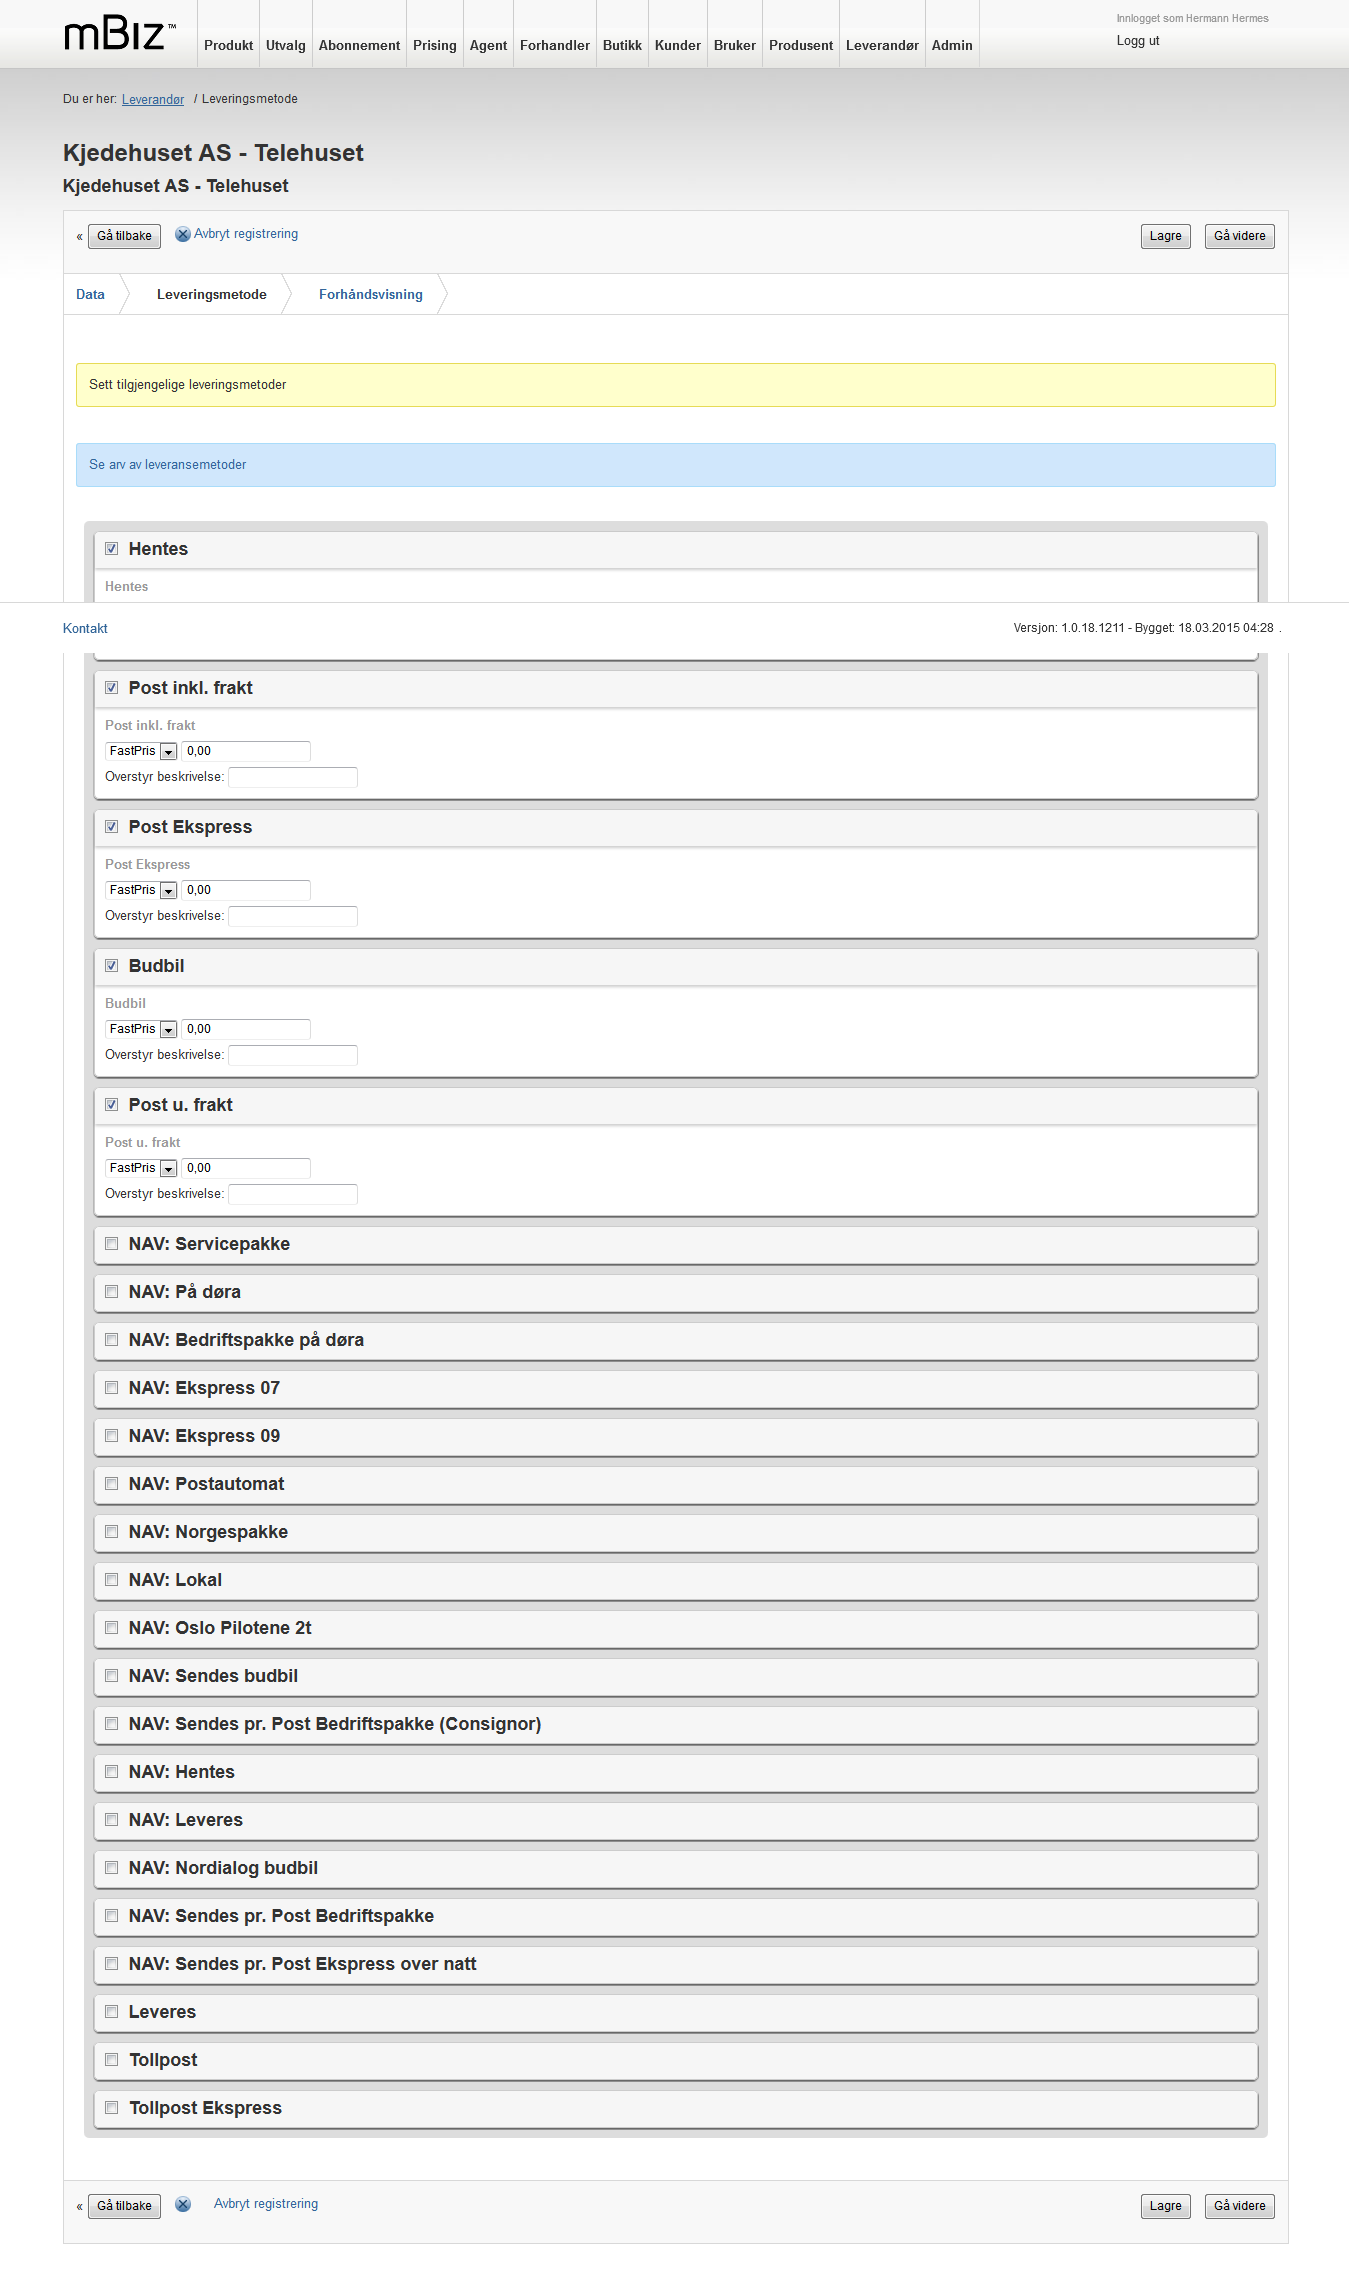 mBiz™
Produkt Utvalg Abonnement Prising Agent Forhandler Butikk Kunder Bruker Produsent Leverandør Admin
Innlogget som Hermann Hermes
Logg ut
Du er her: Leverandør / Leveringsmetode
Kjedehuset AS - Telehuset
Kjedehuset AS - Telehuset
« Gå tilbake Avbryt registrering Lagre Gå videre
Data Leveringsmetode Forhåndsvisning
Sett tilgjengelige leveringsmetoder
Se arv av leveransemetoder
Hentes
Hentes
Kontakt Versjon: 1.0.18.1211 - Bygget: 18.03.2015 04:28 .
Post inkl. frakt
Post inkl. frakt
FastPris 0,00
Overstyr beskrivelse:
Post Ekspress
Post Ekspress
FastPris 0,00
Overstyr beskrivelse:
Budbil
Budbil
FastPris 0,00
Overstyr beskrivelse:
Post u. frakt
Post u. frakt
FastPris 0,00
Overstyr beskrivelse:
NAV: Servicepakke
NAV: På døra
NAV: Bedriftspakke på døra
NAV: Ekspress 07
NAV: Ekspress 09
NAV: Postautomat
NAV: Norgespakke
NAV: Lokal
NAV: Oslo Pilotene 2t
NAV: Sendes budbil
NAV: Sendes pr. Post Bedriftspakke (Consignor)
NAV: Hentes
NAV: Leveres
NAV: Nordialog budbil
NAV: Sendes pr. Post Bedriftspakke
NAV: Sendes pr. Post Ekspress over natt
Leveres
Tollpost
Tollpost Ekspress
« Gå tilbake Avbryt registrering Lagre Gå videre